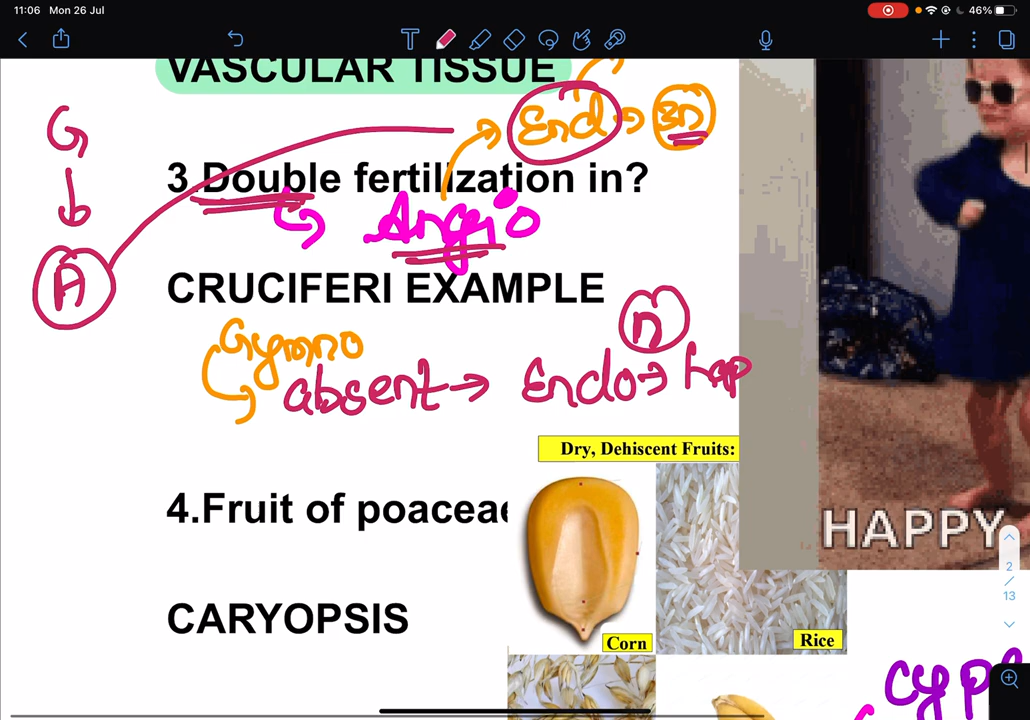 11:06 Mon 26 Jul
46%
T
VASCULAR TISSUE
G
End → 3n
3.Double fertilization in?
Angio
A
CRUCIFERI EXAMPLE
n
Gymno
absent → Endo → hap
Dry, Dehiscent Fruits:
4.Fruit of poaceae
HAPPY
2
/
13
CARYOPSIS
Corn
Rice
cyp